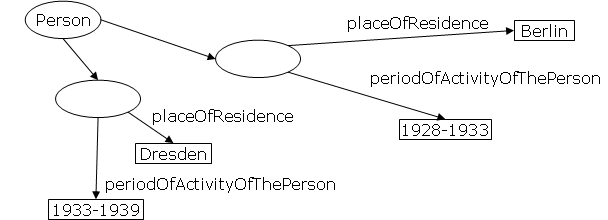 Person
placeOfResidence
Berlin
periodOfActivityOfThePerson
1928-1933
placeOfResidence
Dresden
periodOfActivityOfThePerson
1933-1939